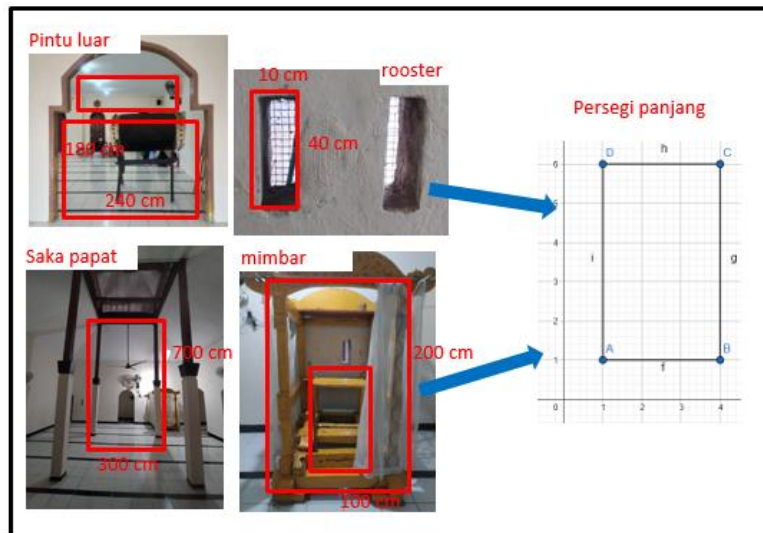 Pintu luar
180 cm
240 cm
10 cm
rooster
40 cm
Persegi panjang
Saka papat
700 cm
300 cm
mimbar
200 cm
100 cm
D
h
C
6
5
4
i
g
3
2
A
B
1
f
0
1
2
3
4